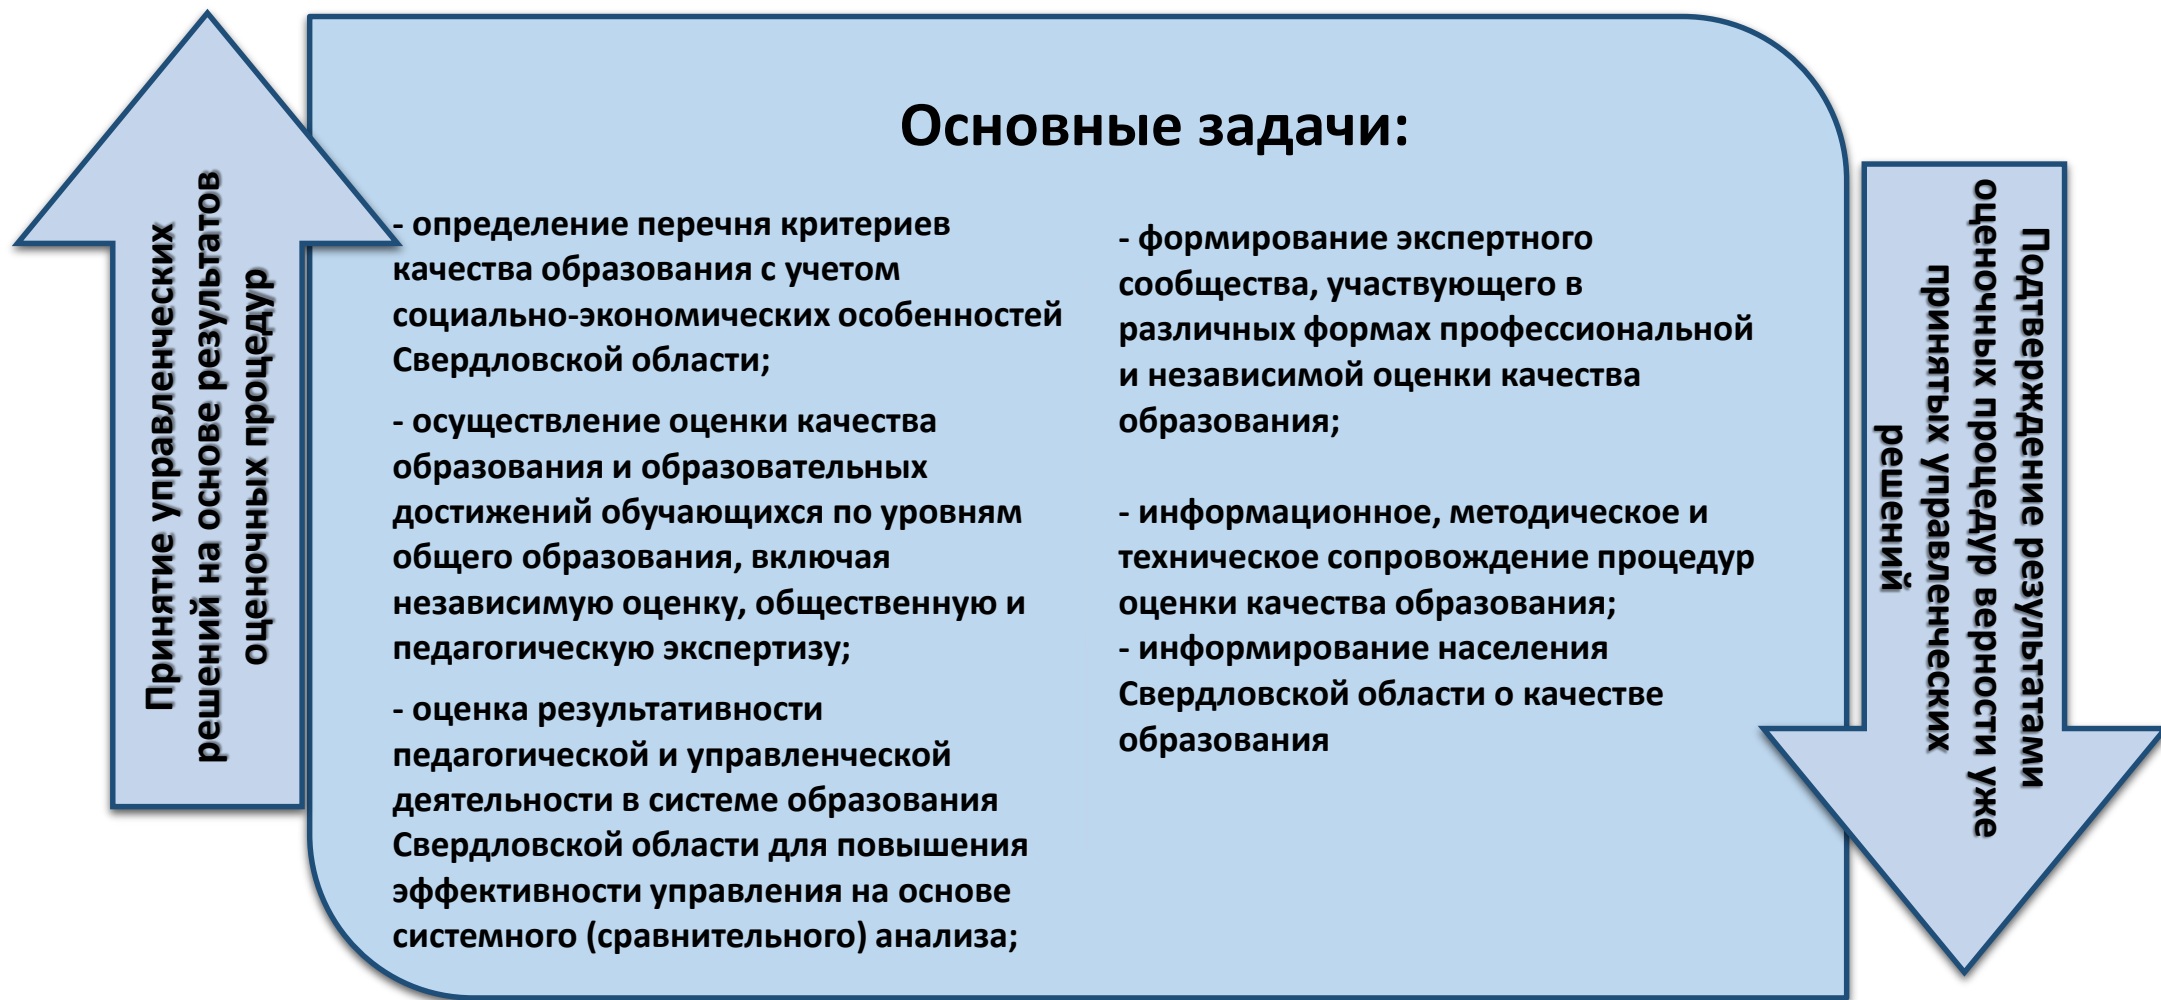 Принятие управленческих
решений на основе результатов
оценочных процедур
Основные задачи:
- определение перечня критериев
качества образования с учетом
социально-экономических особенностей
Свердловской области;
- осуществление оценки качества
образования и образовательных
достижений обучающихся по уровням
общего образования, включая
независимую оценку, общественную и
педагогическую экспертизу;
- оценка результативности
педагогической и управленческой
деятельности в системе образования
Свердловской области для повышения
эффективности управления на основе
системного (сравнительного) анализа;
- формирование экспертного
сообщества, участвующего в
различных формах профессиональной
и независимой оценки качества
образования;
- информационное, методическое и
техническое сопровождение процедур
оценки качества образования;
- информирование населения
Свердловской области о качестве
образования
Подтверждение результатами
оценочных процедур верности уже
принятых управленческих
решений